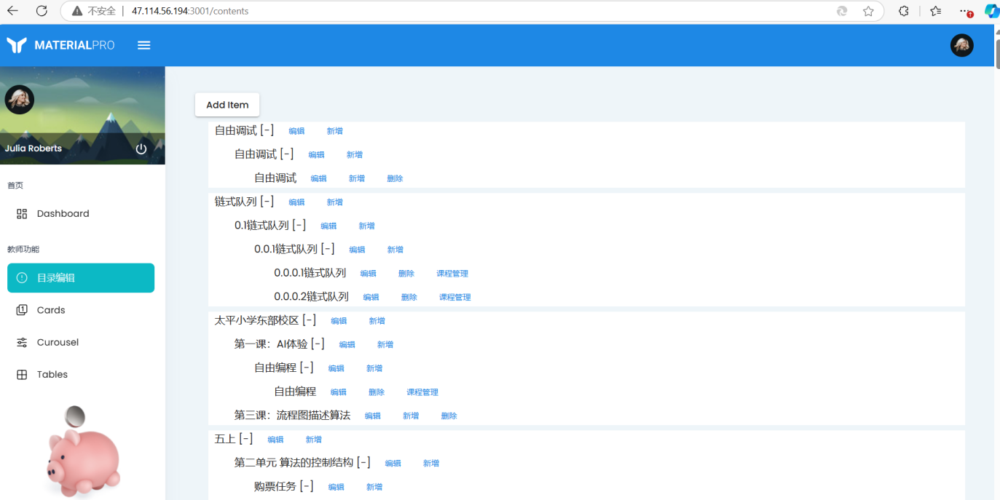 不安全 | 47.114.56.194:3001/contents
MATERIALPRO
Julia Roberts
首页
Dashboard
教师功能
目录编辑
Cards
Curousel
Tables
Add Item
自由调试 [-] 编辑 新增
自由调试 [-] 编辑 新增
自由调试 编辑 新增 删除
链式队列 [-] 编辑 新增
0.1链式队列 [-] 编辑 新增
0.0.1链式队列 [-] 编辑 新增
0.0.0.1链式队列 编辑 删除 课程管理
0.0.0.2链式队列 编辑 删除 课程管理
太平小学东部校区 [-] 编辑 新增
第一课：AI体验 [-] 编辑 新增
自由编程 [-] 编辑 新增
自由编程 编辑 删除 课程管理
第三课：流程图描述算法 编辑 新增 删除
五上 [-] 编辑 新增
第二单元 算法的控制结构 [-] 编辑 新增
购票任务 [-] 编辑 新增